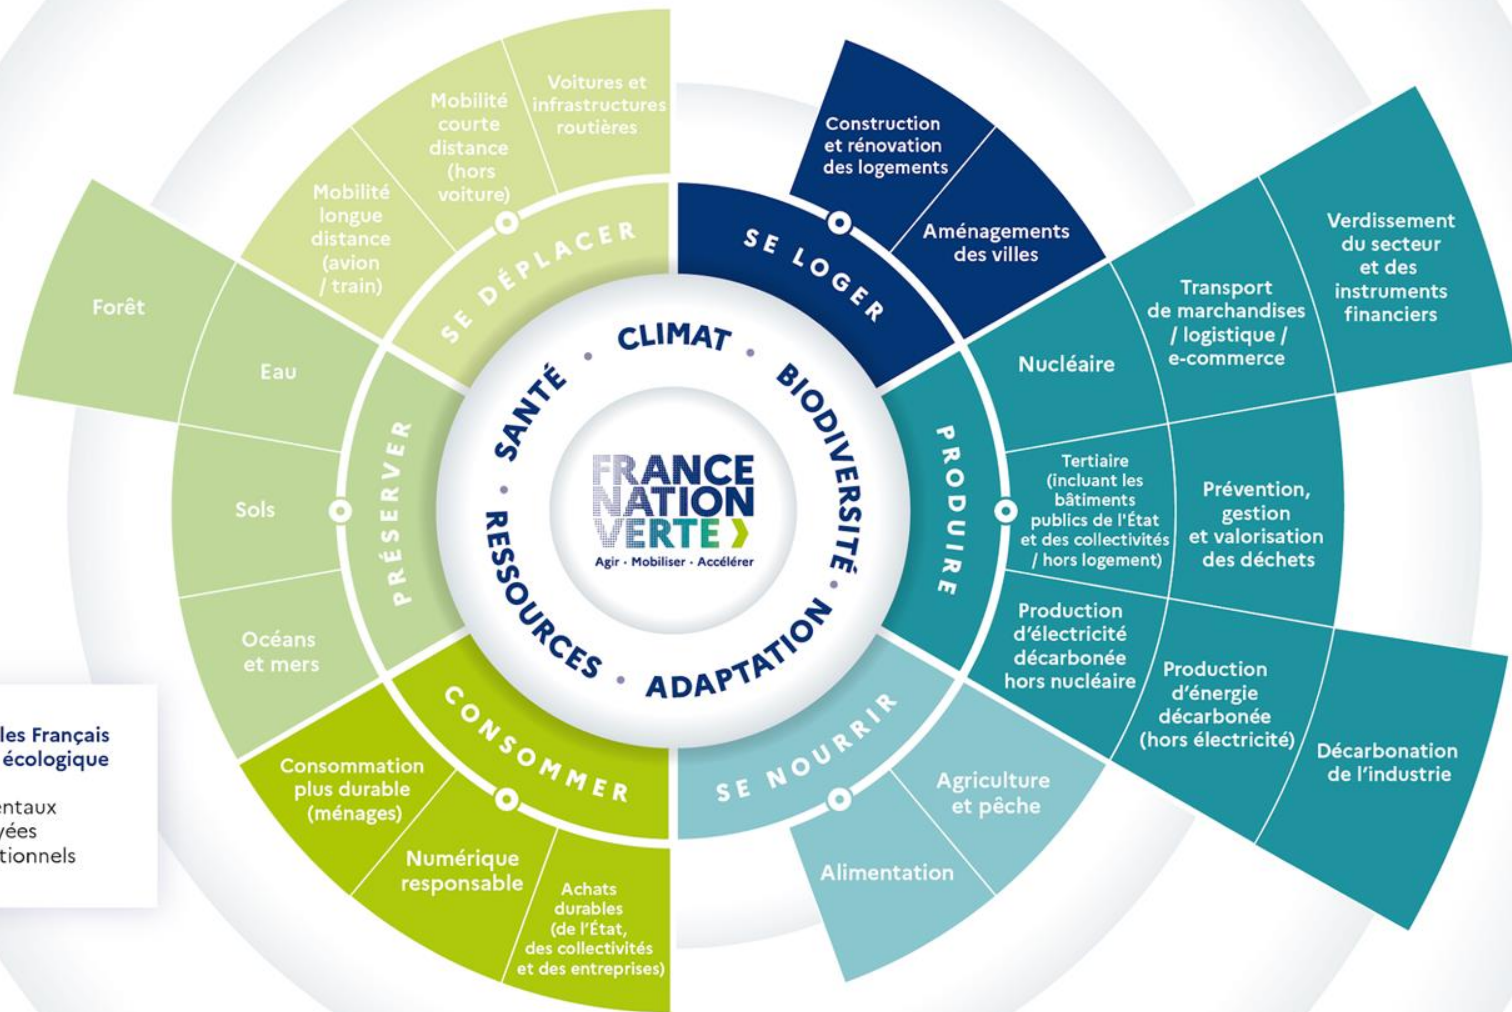 FRANCE
NATION
VERTE
Agir · Mobiliser · Accélérer
SANTÉ · CLIMAT · BIODIVERSITÉ · ADAPTATION · RESSOURCES ·
SE DÉPLACER
Mobilité
longue
distance
(avion
/ train)
Mobilité
courte
distance
(hors
voiture)
Voitures et
infrastructures
routières
SE LOGER
Construction
et rénovation
des logements
Aménagements
des villes
PRODUIRE
Nucléaire
Transport
de marchandises
/ logistique /
e-commerce
Verdissement
du secteur
et des
instruments
financiers
Tertiaire
(incluant les
bâtiments
publics de l'État
et des collectivités
/ hors logement)
Prévention,
gestion
et valorisation
des déchets
Production
d'électricité
décarbonée
hors nucléaire
Production
d'énergie
décarbonée
(hors électricité)
Décarbonation
de l'industrie
SE NOURRIR
Agriculture
et pêche
Alimentation
CONSOMMER
Achats
durables
(de l'État,
des collectivités
et des entreprises)
Numérique
responsable
Consommation
plus durable
(ménages)
PRÉSERVER
Océans
et mers
Sols
Eau
Forêt
les Français
écologique